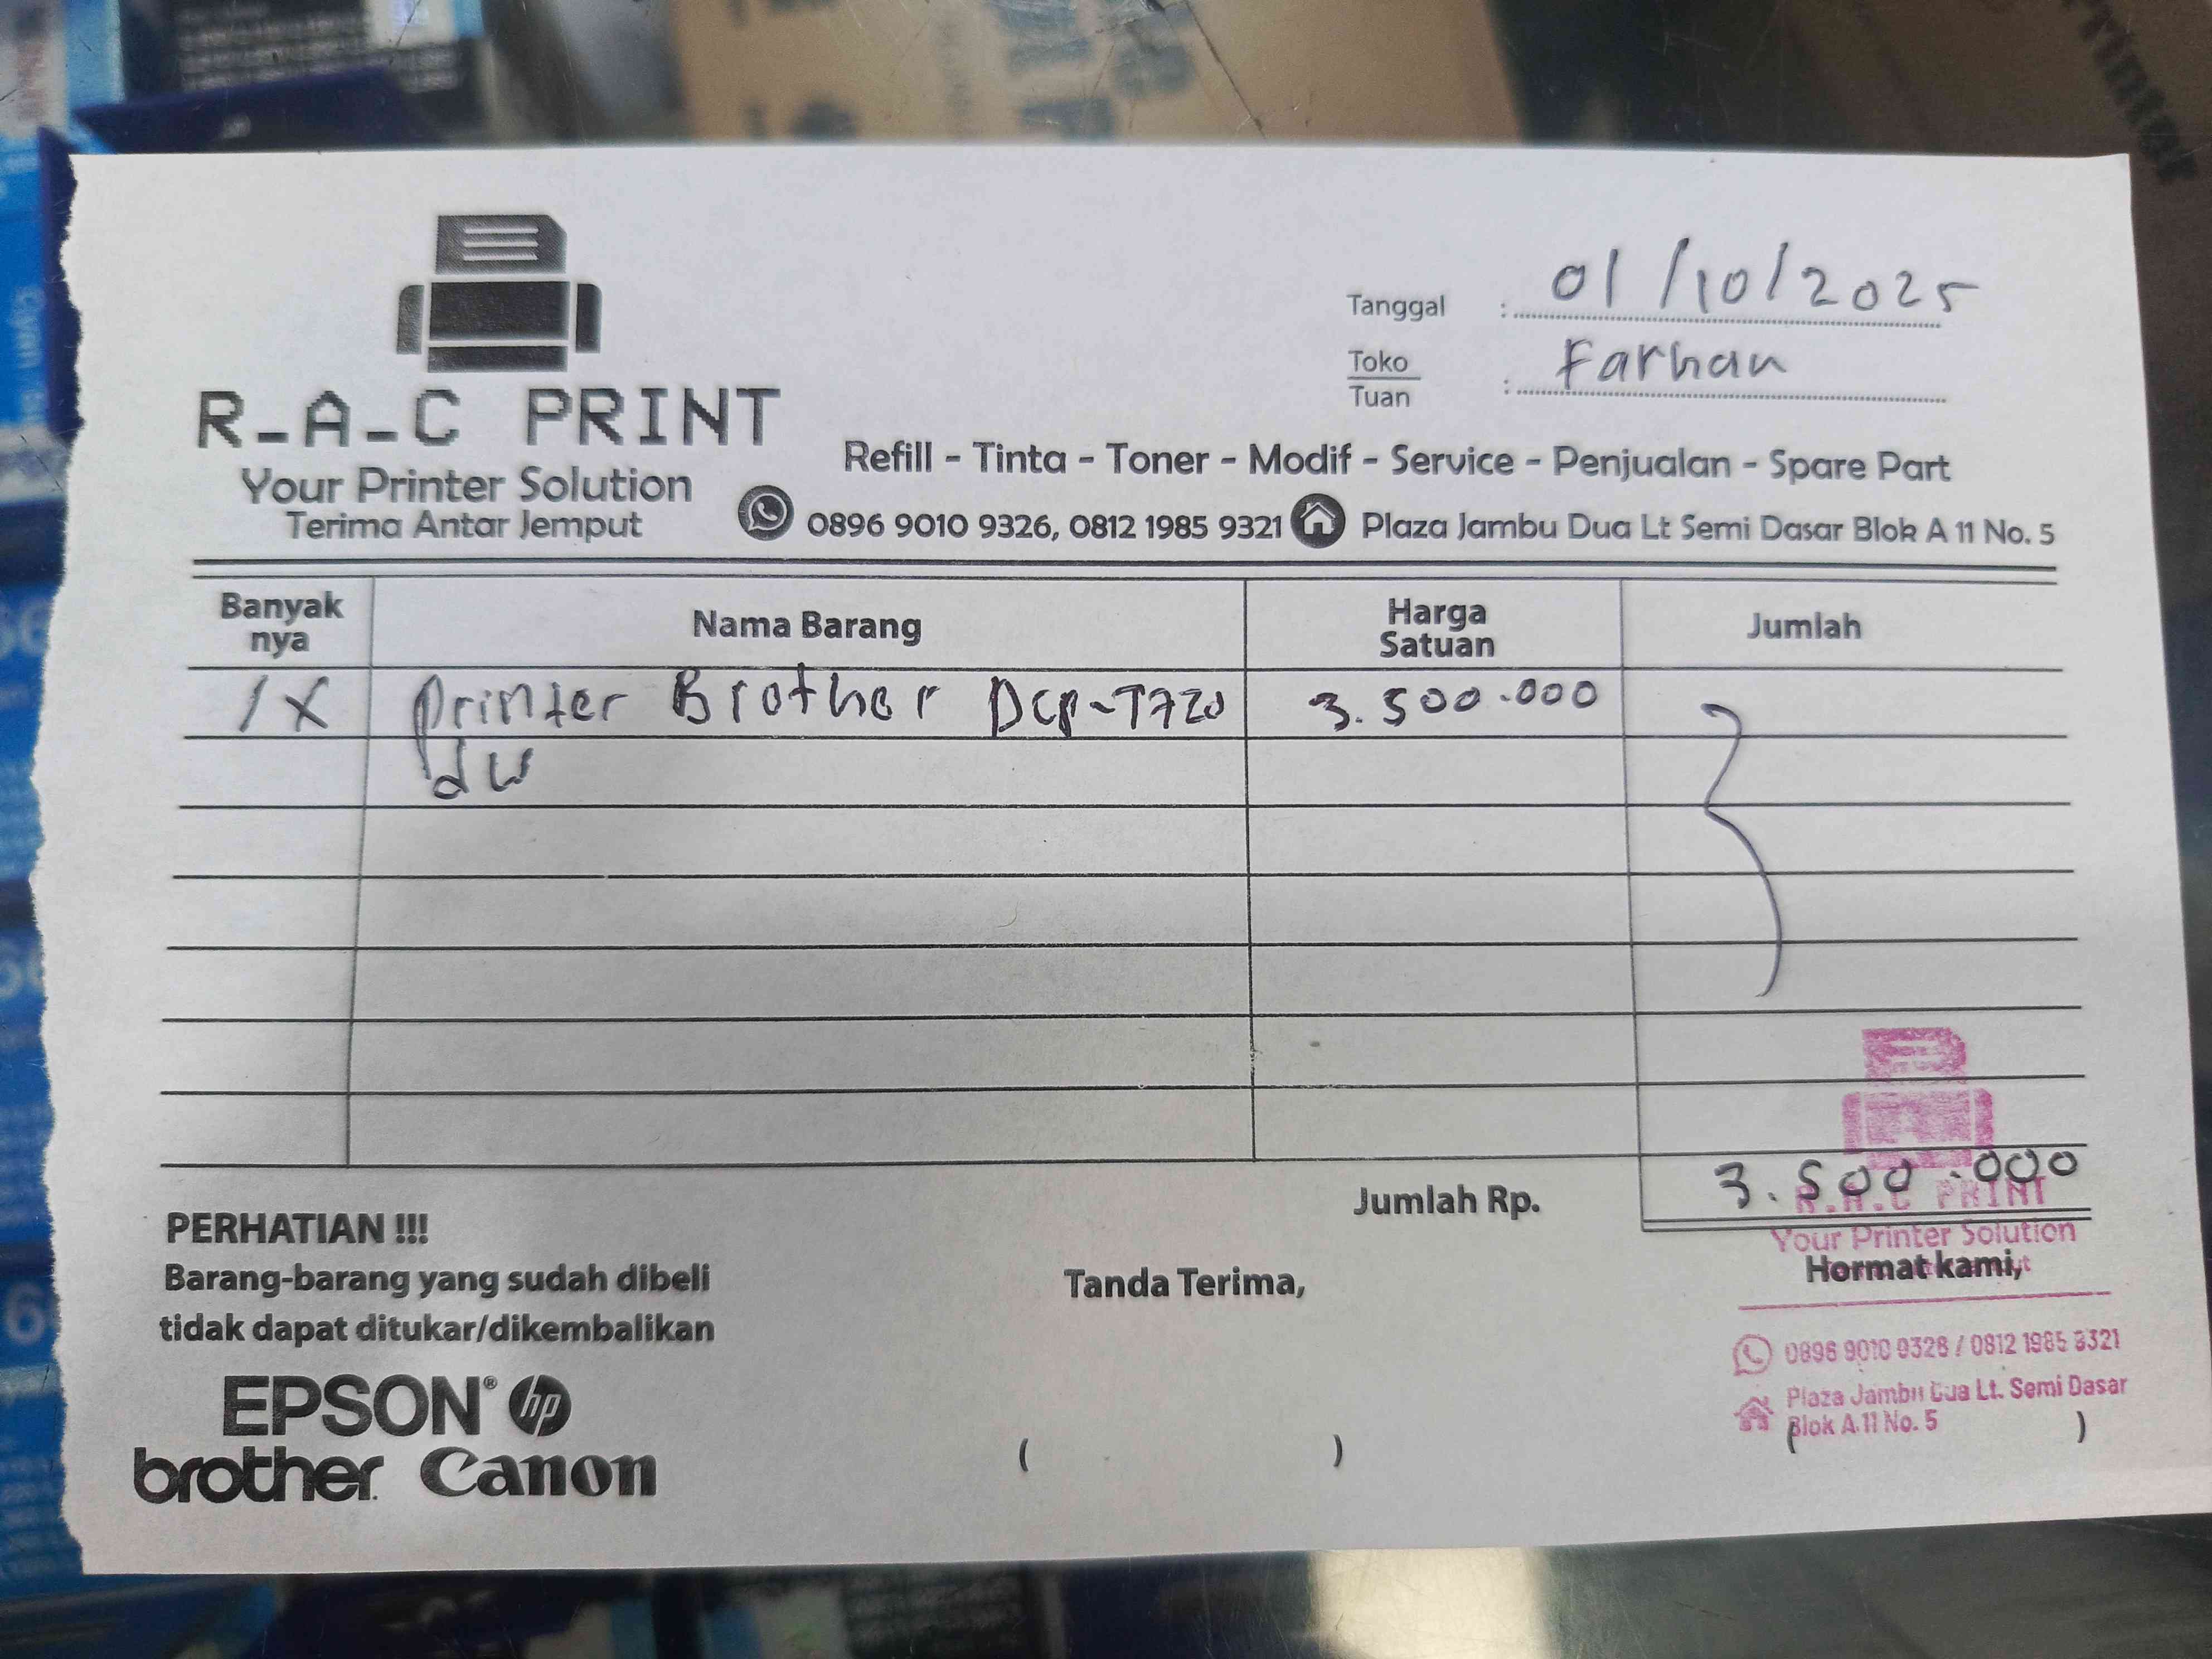 Printer
Tanggal : 01/10/2025
Toko
Tuan : Farhan
R-A-C PRINT
Your Printer Solution
Terima Antar Jemput
Refill - Tinta - Toner - Modif - Service - Penjualan - Spare Part
0896 9010 9326, 0812 1985 9321 Plaza Jambu Dua Lt Semi Dasar Blok A 11 No. 5
Banyak nya Nama Barang Harga Satuan Jumlah
1X Printer Brother Dcp-T720 3.500.000
dw
Jumlah Rp. 3.500.000
PERHATIAN !!!
Barang-barang yang sudah dibeli
tidak dapat ditukar/dikembalikan
EPSON® hp
brother Canon
Tanda Terima,
( )
Hormat kami,
( )
R.A.C PRINT
Your Printer Solution
0896 9010 9326 / 0812 1985 9321
Plaza Jambu Dua Lt. Semi Dasar
Blok A.11 No. 5